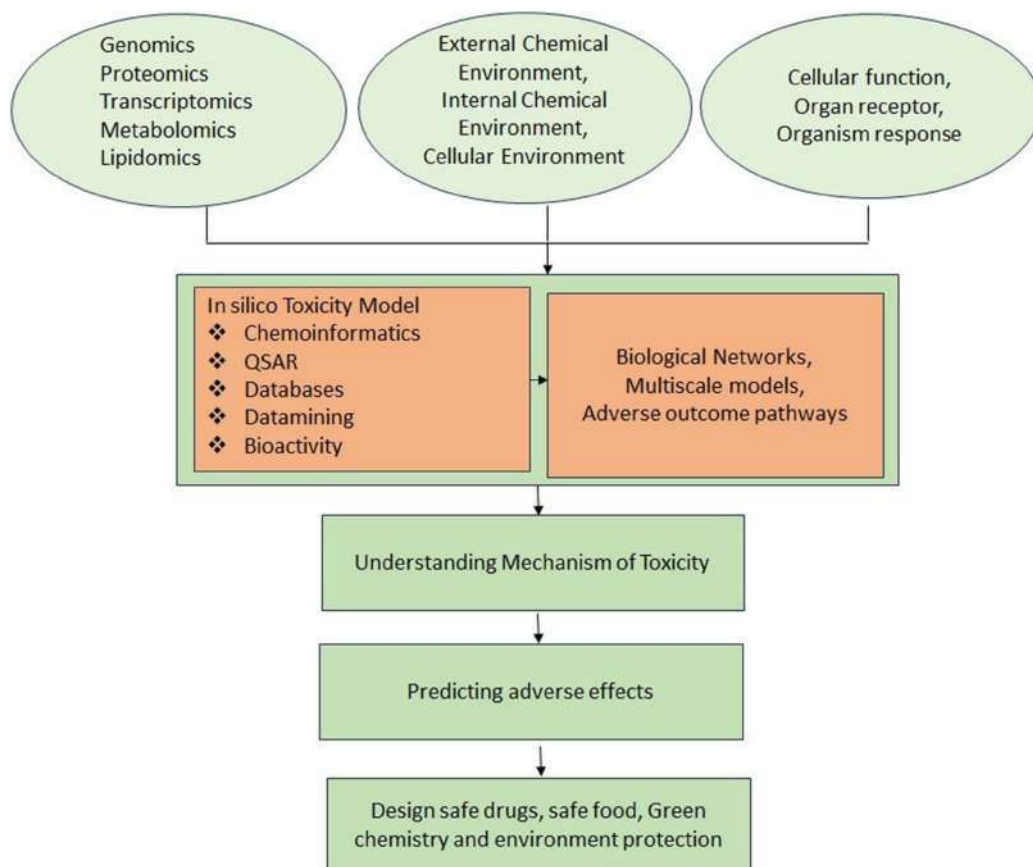 Genomics
Proteomics
Transcriptomics
Metabolomics
Lipidomics
External Chemical
Environment,
Internal Chemical
Environment,
Cellular Environment
Cellular function,
Organ receptor,
Organism response
In silico Toxicity Model
❖ Chemoinformatics
❖ QSAR
❖ Databases
❖ Datamining
❖ Bioactivity
Biological Networks,
Multiscale models,
Adverse outcome pathways
Understanding Mechanism of Toxicity
Predicting adverse effects
Design safe drugs, safe food, Green
chemistry and environment protection